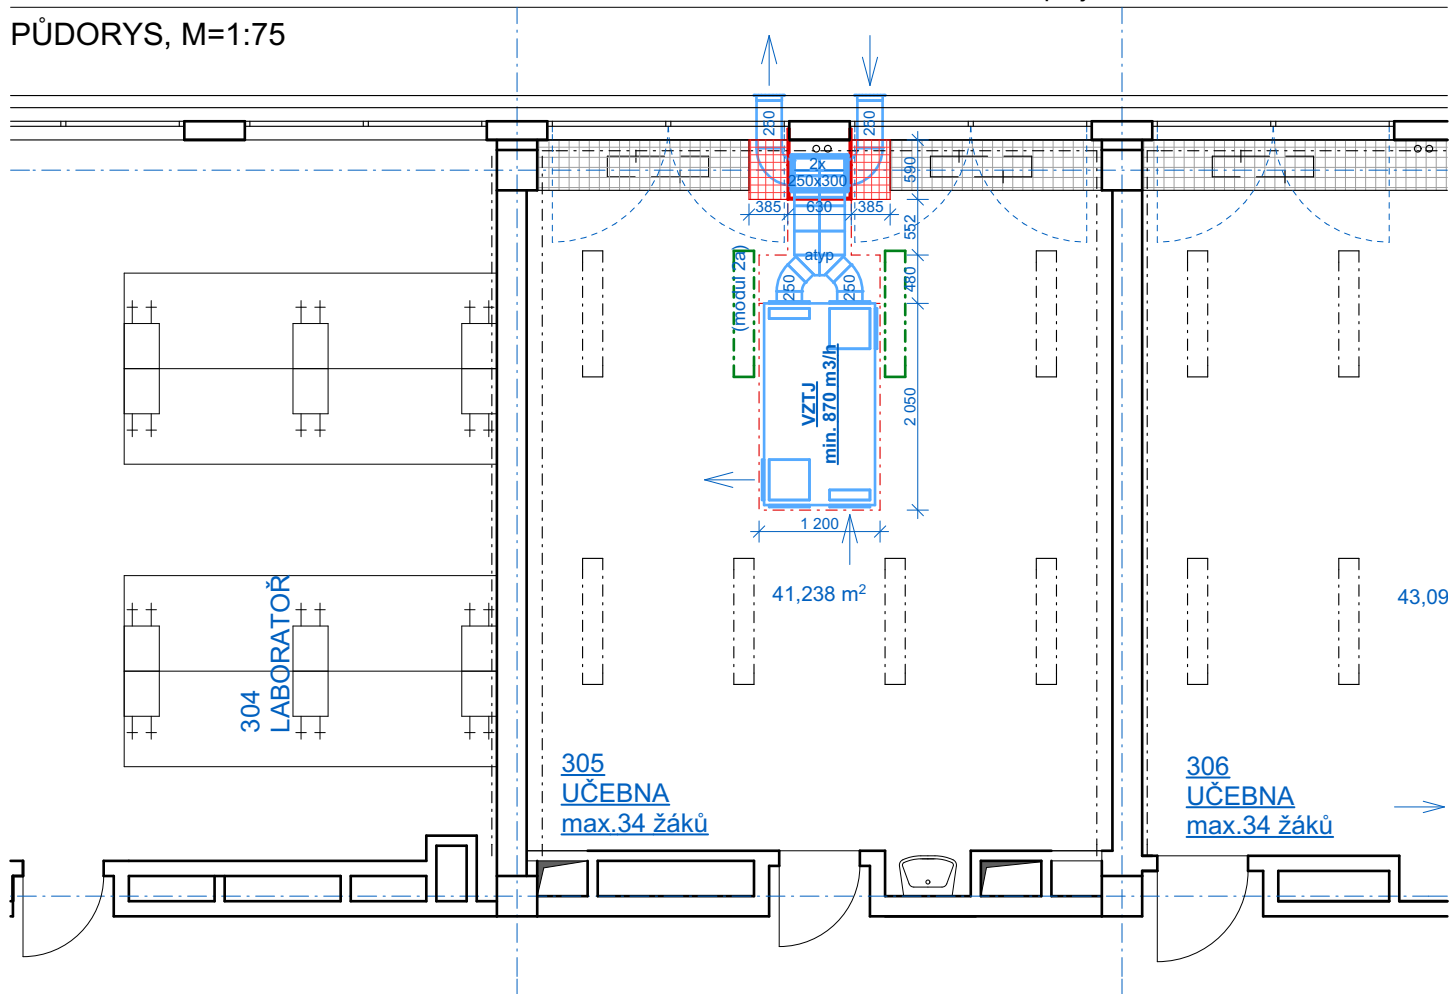 PŮDORYS, M=1:75
250
250
2x
250x300
590
385
630
385
552
atyp
(modul 2a)
250
250
480
VZTJ
min. 870 m3/h
2 050
1 200
41,238 m²
43,09
304
LABORATOŘ
305
UČEBNA
max.34 žáků
306
UČEBNA
max.34 žáků